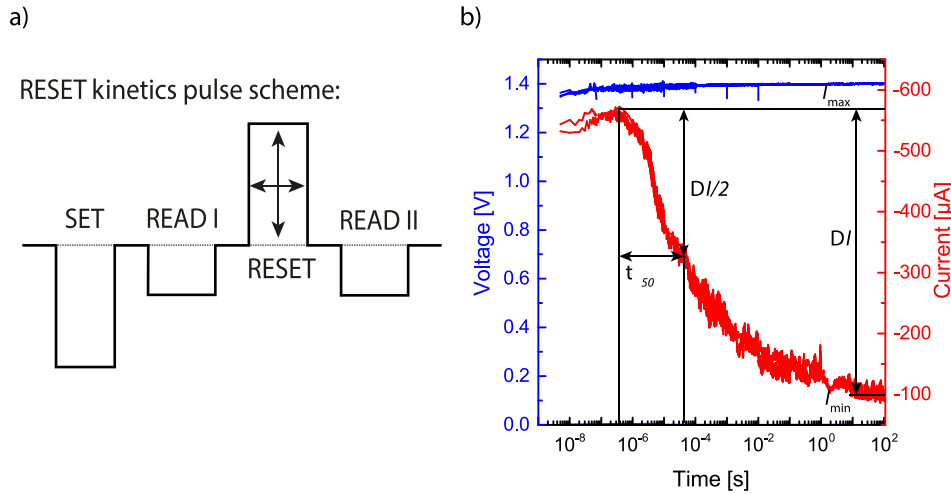 a)
RESET kinetics pulse scheme:
SET
READ I
READ II
RESET
b)
1.4
1.2
1.0
0.8
0.6
0.4
0.2
0.0
Voltage [V]
-600
-500
-400
-300
-200
-100
Current [µA]
I max
DI/2
DI
t 50
I min
10⁻⁸ 10⁻⁶ 10⁻⁴ 10⁻² 10⁰ 10²
Time [s]